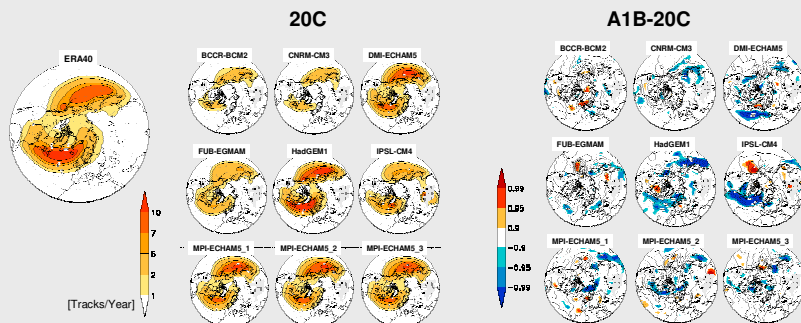 20C
A1B-20C
ERA40
BCCR-BCM2
CNRM-CM3
DMI-ECHAM5
BCCR-BCM2
CNRM-CM3
DMI-ECHAM5
FUB-EGMAM
HadGEM1
IPSL-CM4
FUB-EGMAM
HadGEM1
IPSL-CM4
10
7
5
2
1
[Tracks/Year]
0.99
0.95
0.9
-0.9
-0.95
-0.99
MPI-ECHAM5_1
MPI-ECHAM5_2
MPI-ECHAM5_3
MPI-ECHAM5_1
MPI-ECHAM5_2
MPI-ECHAM5_3